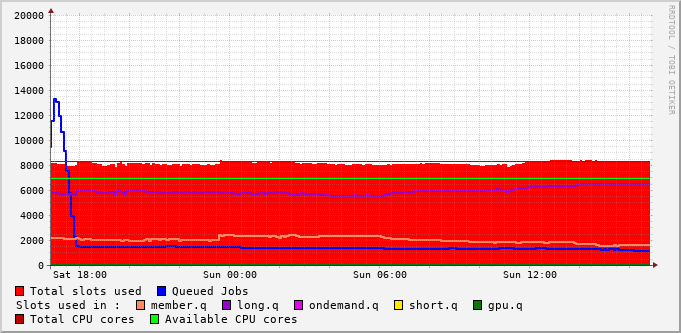 20000
18000
16000
14000
12000
10000
8000
6000
4000
2000
0
Sat 18:00 Sun 00:00 Sun 06:00 Sun 12:00
Total slots used Queued Jobs
Slots used in : member.q long.q ondemand.q short.q gpu.q
Total CPU cores Available CPU cores
RRDTOOL / TOBI OETIKER